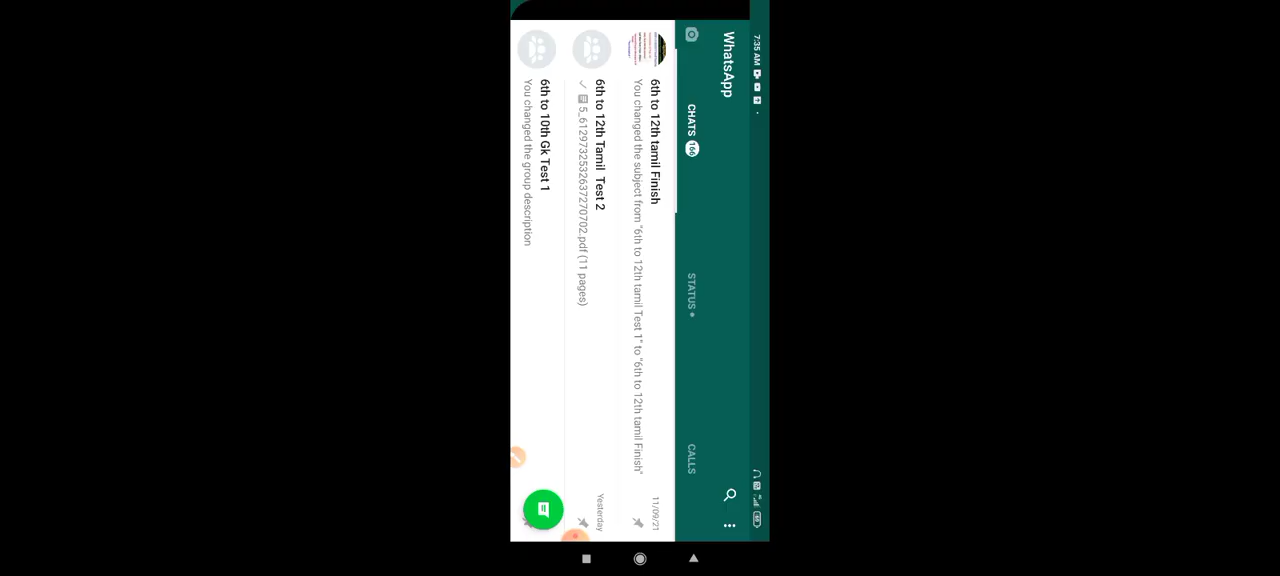 7:35 AM
WhatsApp
CHATS 166
STATUS
CALLS
6th to 12th tamil Finish
11/09/21
You changed the subject from "6th to 12th tamil Test 1" to "6th to 12th tamil Finish"
6th to 12th Tamil Test 2
Yesterday
5_6129732532637270702.pdf (11 pages)
6th to 10th Gk Test 1
You changed the group description